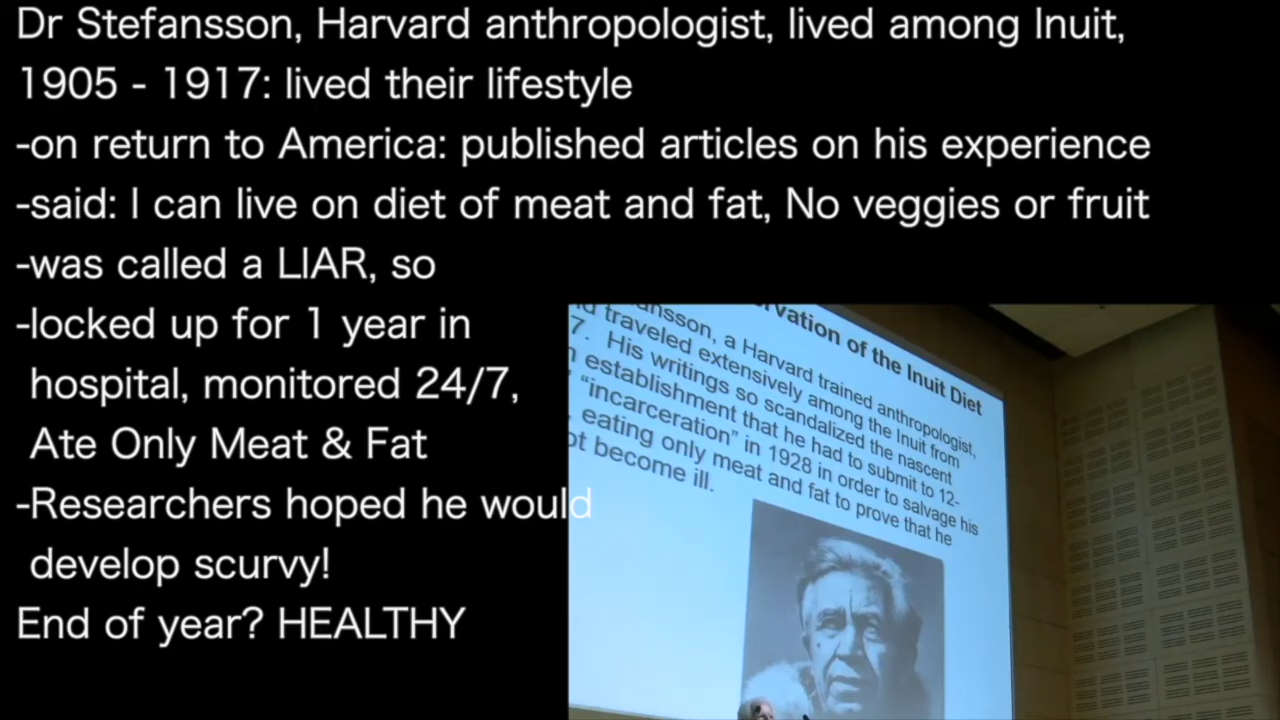 Dr Stefansson, Harvard anthropologist, lived among Inuit,
1905 - 1917: lived their lifestyle
-on return to America: published articles on his experience
-said: I can live on diet of meat and fat, No veggies or fruit
-was called a LIAR, so
-locked up for 1 year in
hospital, monitored 24/7,
Ate Only Meat & Fat
-Researchers hoped he would
develop scurvy!
End of year? HEALTHY
of the Inuit Diet
a Harvard trained anthropologist,
traveled extensively among the Inuit from
7. His writings so scandalized the nascent
establishment that he had to submit to 12-
"incarceration" in 1928 in order to salvage his
eating only meat and fat to prove that he
become ill.